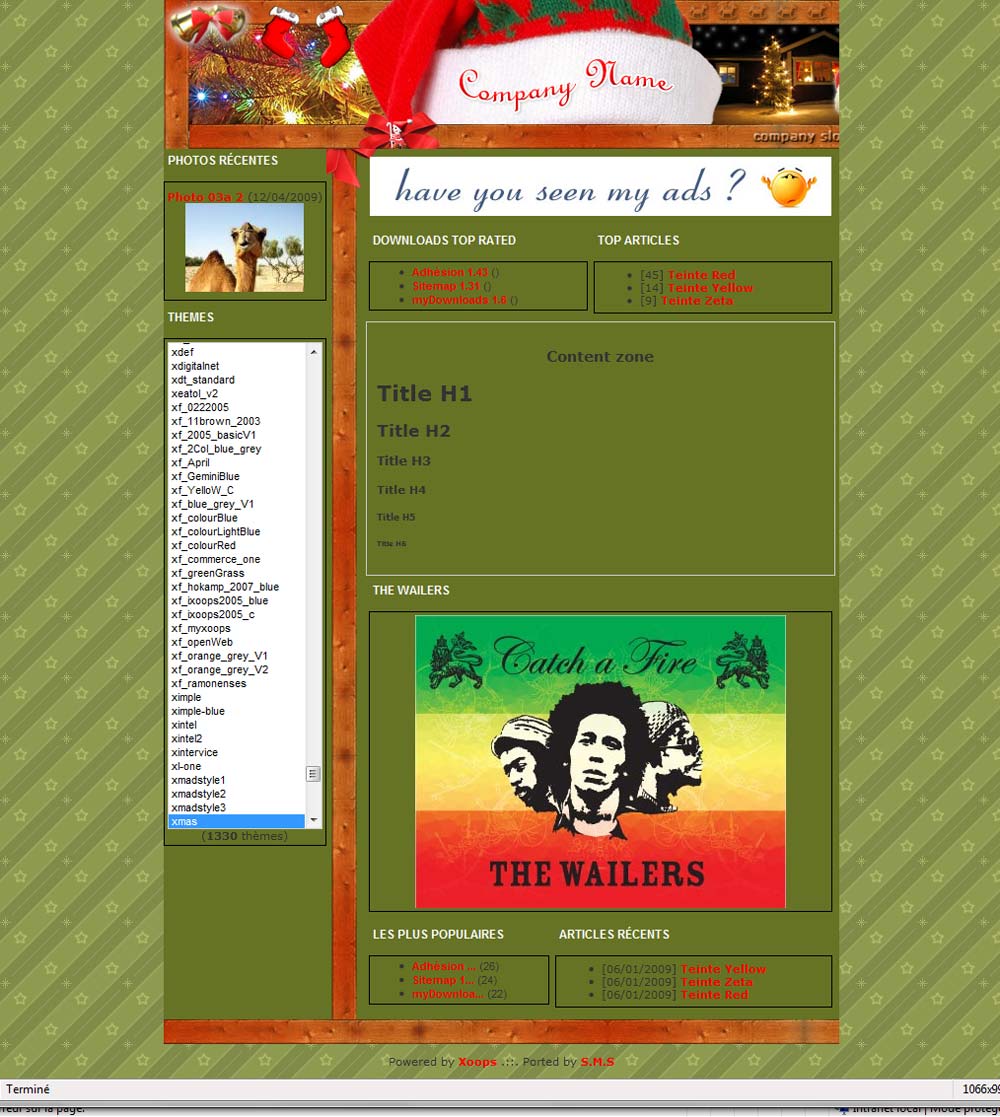 Company Name
company slo
PHOTOS RÉCENTES
Photo 03a 2 (12/04/2009)
THEMES
xdef
xdigitalnet
xdt_standard
xeatol_v2
xf_0222005
xf_11brown_2003
xf_2005_basicV1
xf_2Col_blue_grey
xf_April
xf_GeminiBlue
xf_YelloW_C
xf_blue_grey_V1
xf_colourBlue
xf_colourLightBlue
xf_colourRed
xf_commerce_one
xf_greenGrass
xf_hokamp_2007_blue
xf_ixoops2005_blue
xf_ixoops2005_c
xf_myxoops
xf_openWeb
xf_orange_grey_V1
xf_orange_grey_V2
xf_ramonenses
ximple
ximple-blue
xintel
xintel2
xintervice
xl-one
xmadstyle1
xmadstyle2
xmadstyle3
xmas
(1330 thèmes)
have you seen my ads ?
DOWNLOADS TOP RATED
Adhésion 1.43 ()
Sitemap 1.31 ()
myDownloads 1.6 ()
TOP ARTICLES
[45] Teinte Red
[14] Teinte Yellow
[9] Teinte Zeta
Content zone
Title H1
Title H2
Title H3
Title H4
Title H5
Title H6
THE WAILERS
Catch a Fire
THE WAILERS
LES PLUS POPULAIRES
Adhésion ... (26)
Sitemap 1... (24)
myDownloa... (22)
ARTICLES RÉCENTS
[06/01/2009] Teinte Yellow
[06/01/2009] Teinte Zeta
[06/01/2009] Teinte Red
Powered by Xoops .::. Ported by S.M.S
Terminé
1066x99
reur sur la page.
Intranet local | Mode protég